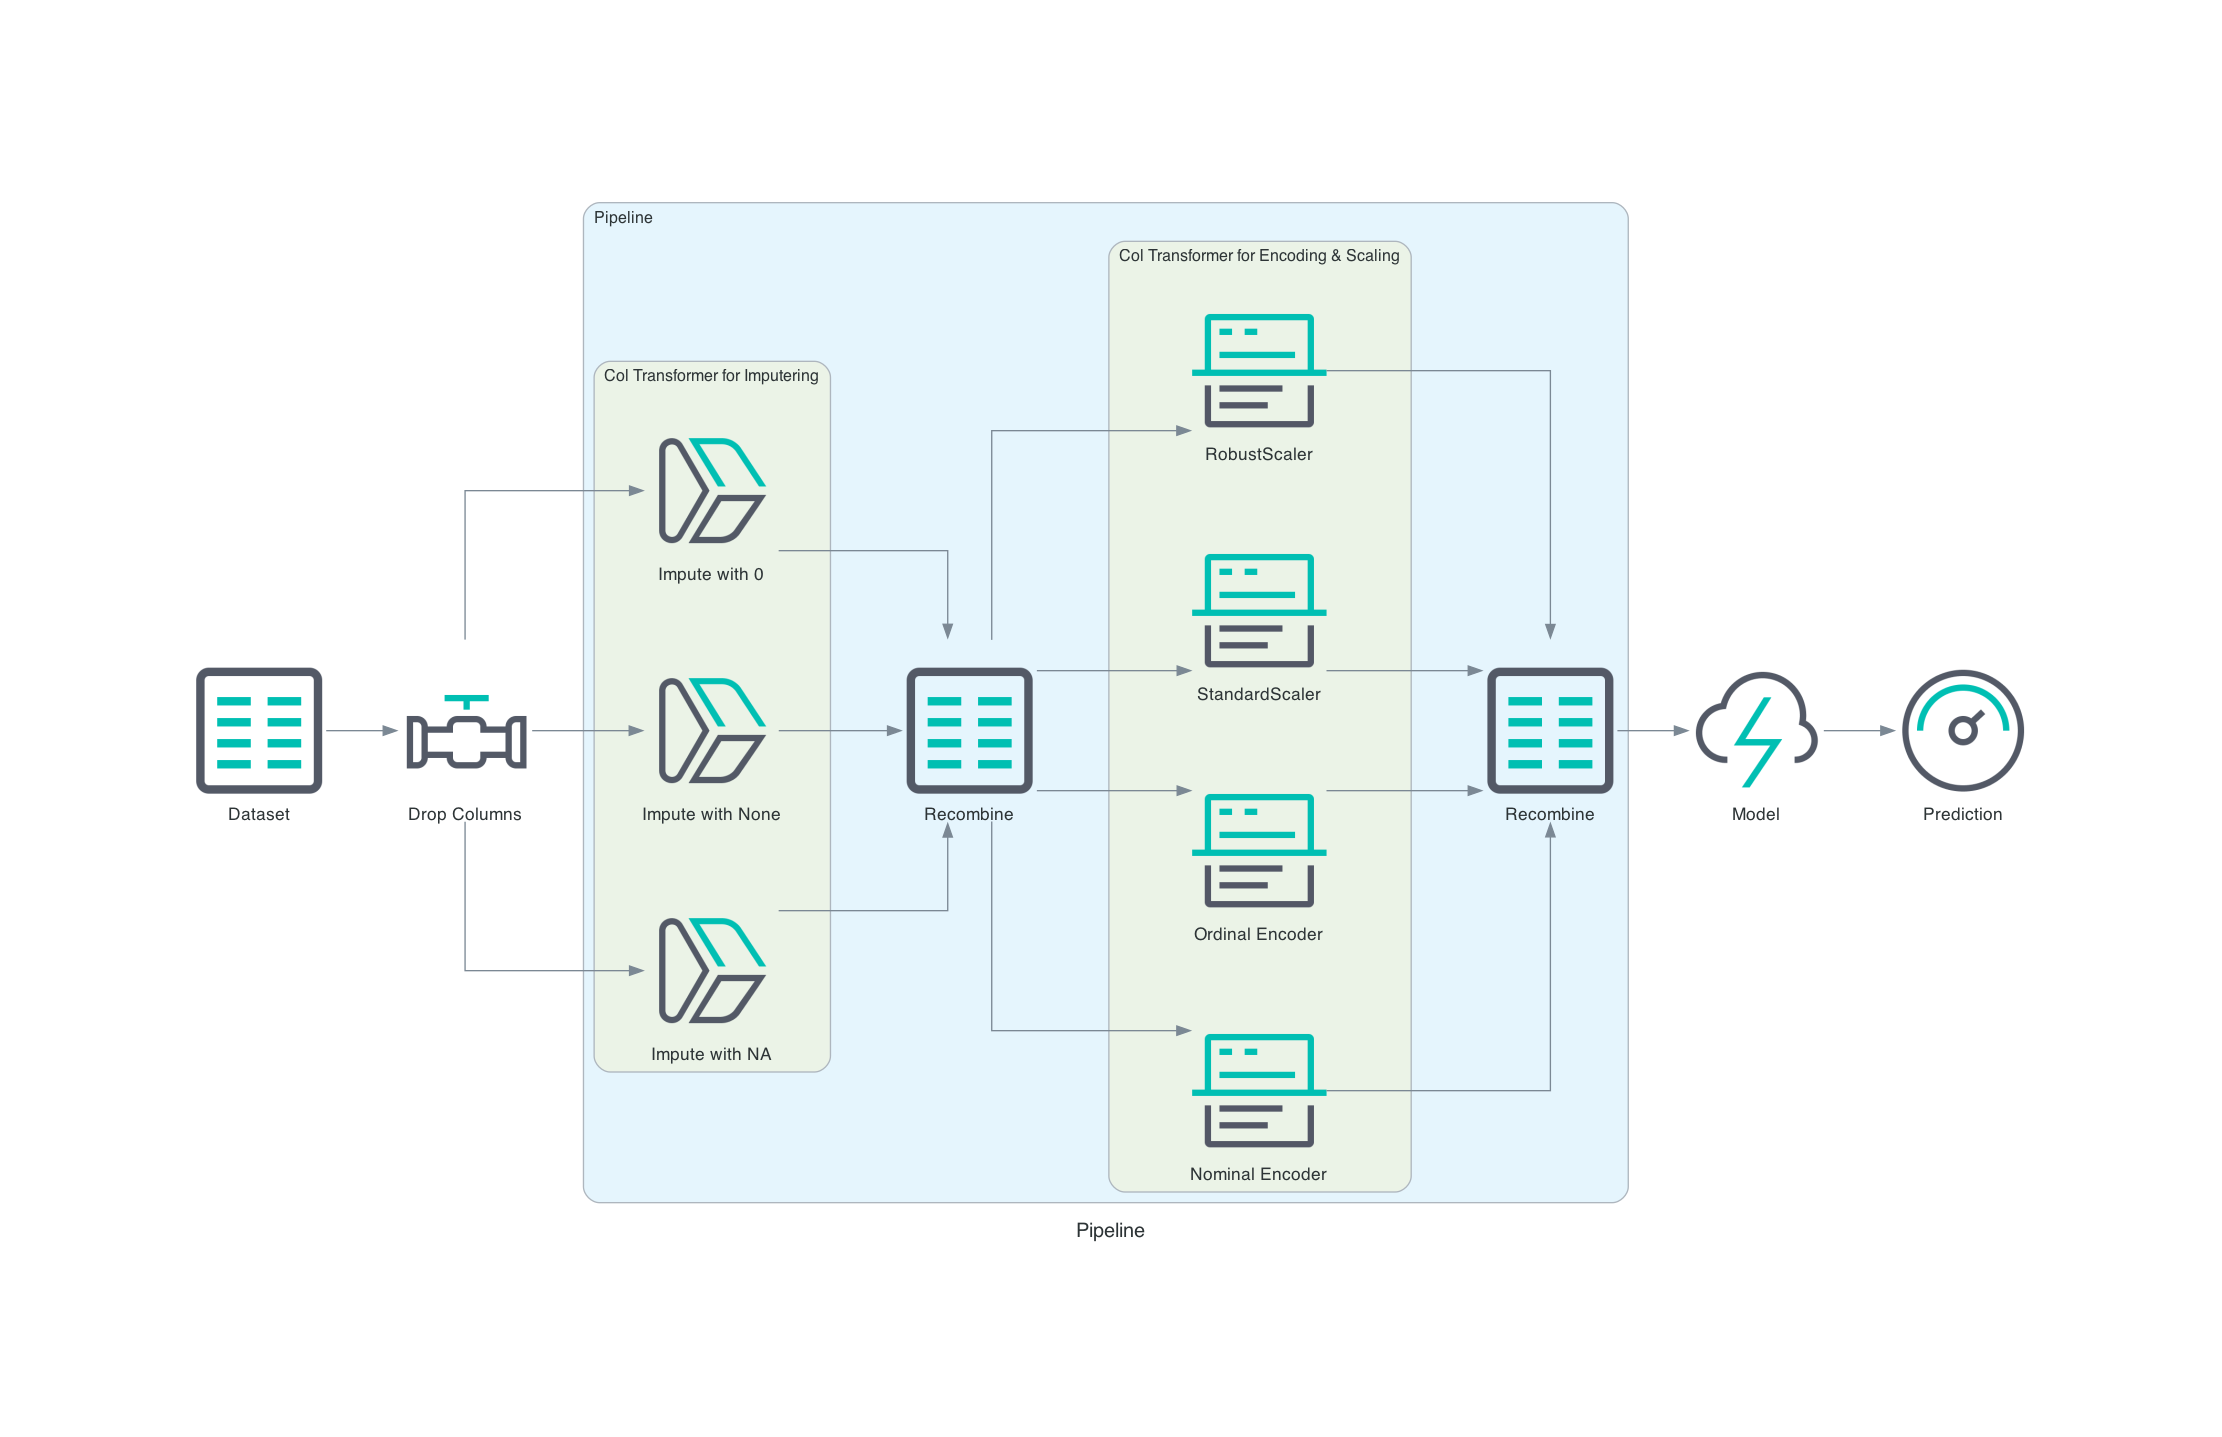 Pipeline
Col Transformer for Encoding & Scaling
Col Transformer for Imputering
RobustScaler
Impute with 0
StandardScaler
Dataset
Drop Columns
Impute with None
Recombine
Recombine
Model
Prediction
Ordinal Encoder
Impute with NA
Nominal Encoder
Pipeline